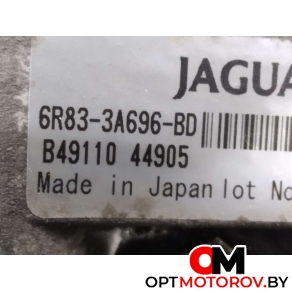 JAGUA
6R83-3A696-BD
B49110 44905
Made in Japan lot No
OPTMOTOROV.BY